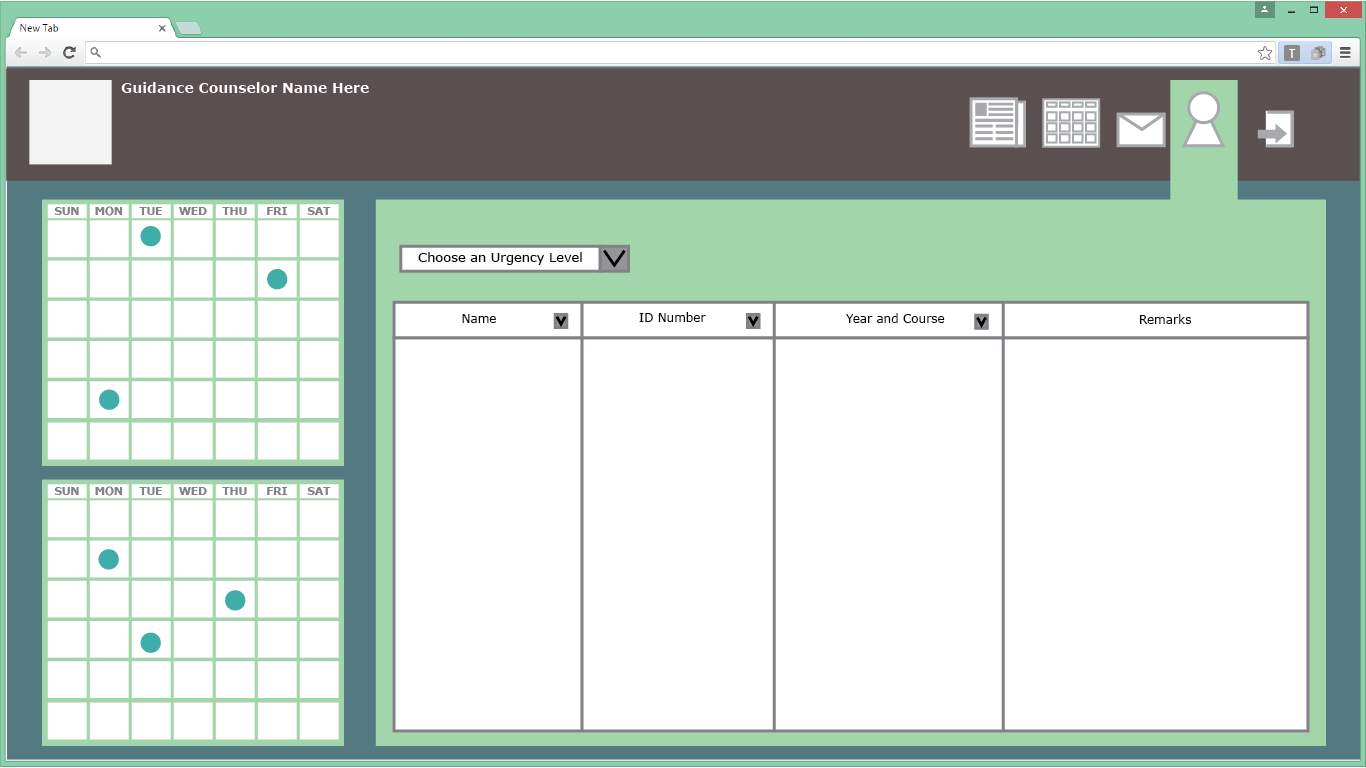 New Tab
T
Guidance Counselor Name Here
SUN MON TUE WED THU FRI SAT
Choose an Urgency Level
Name ID Number Year and Course Remarks
SUN MON TUE WED THU FRI SAT